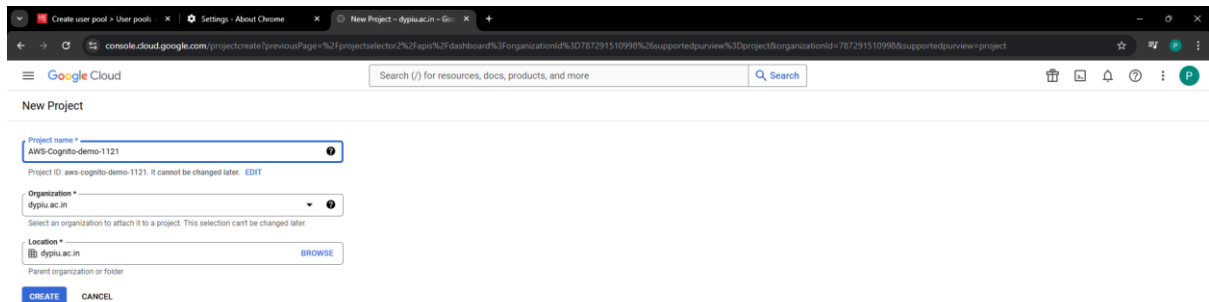 Create user pool > User pools -
Settings - About Chrome
New Project – dypiu.ac.in – Goo
console.cloud.google.com/projectcreate?previousPage=%2Fprojectselector2%2Fapis%2Fdashboard%3ForganizationId%3D787291510998%26supportedpurview%3Dproject&organizationId=787291510998&supportedpurview=project
P
Google Cloud
Search (/) for resources, docs, products, and more
Search
P
New Project
Project name *
AWS-Cognito-demo-1121
Project ID: aws-cognito-demo-1121. It cannot be changed later. EDIT
Organization *
dypiu.ac.in
Select an organization to attach it to a project. This selection can't be changed later.
Location *
dypiu.ac.in BROWSE
Parent organization or folder
CREATE CANCEL